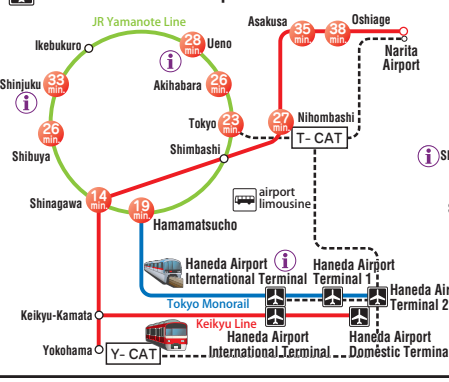 JR Yamanote Line
Asakusa
Oshiage
Ikebukuro
28
min.
Ueno
35
min.
38
min.
Narita
Airport
Shinjuku
33
min.
Akihabara
26
min.
26
min.
Shibuya
Tokyo
23
min.
27
min.
Nihombashi
T- CAT
Shimbashi
Shinagawa
14
min.
19
min.
Hamamatsucho
airport
limousine
Haneda Airport
International Terminal
Haneda Airport
Terminal 1
Tokyo Monorail
Terminal 2
Keikyu-Kamata
Keikyu Line
Haneda Airport
International Terminal
Haneda Airport
Yokohama
Y- CAT
Domestic